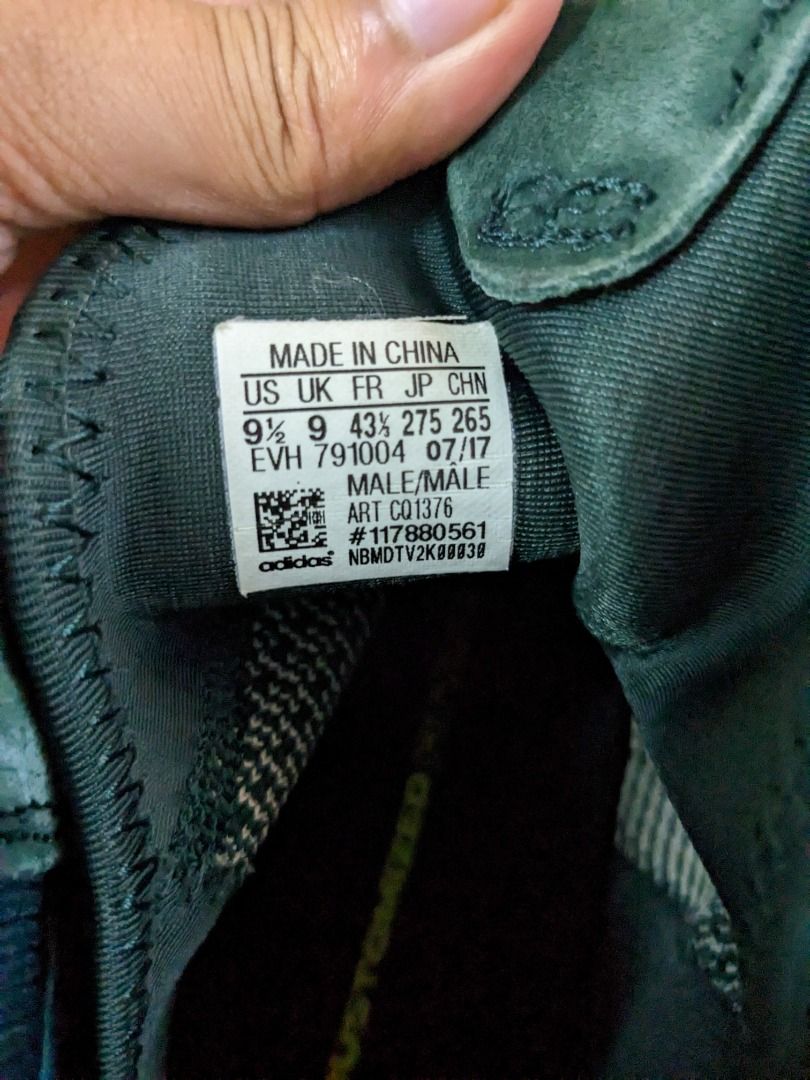 MADE IN CHINA
US UK FR JP CHN
9½ 9 43⅓ 275 265
EVH 791004 07/17
MALE/MÂLE
ART CQ1376
#117880561
adidas NBMDTV2K00030